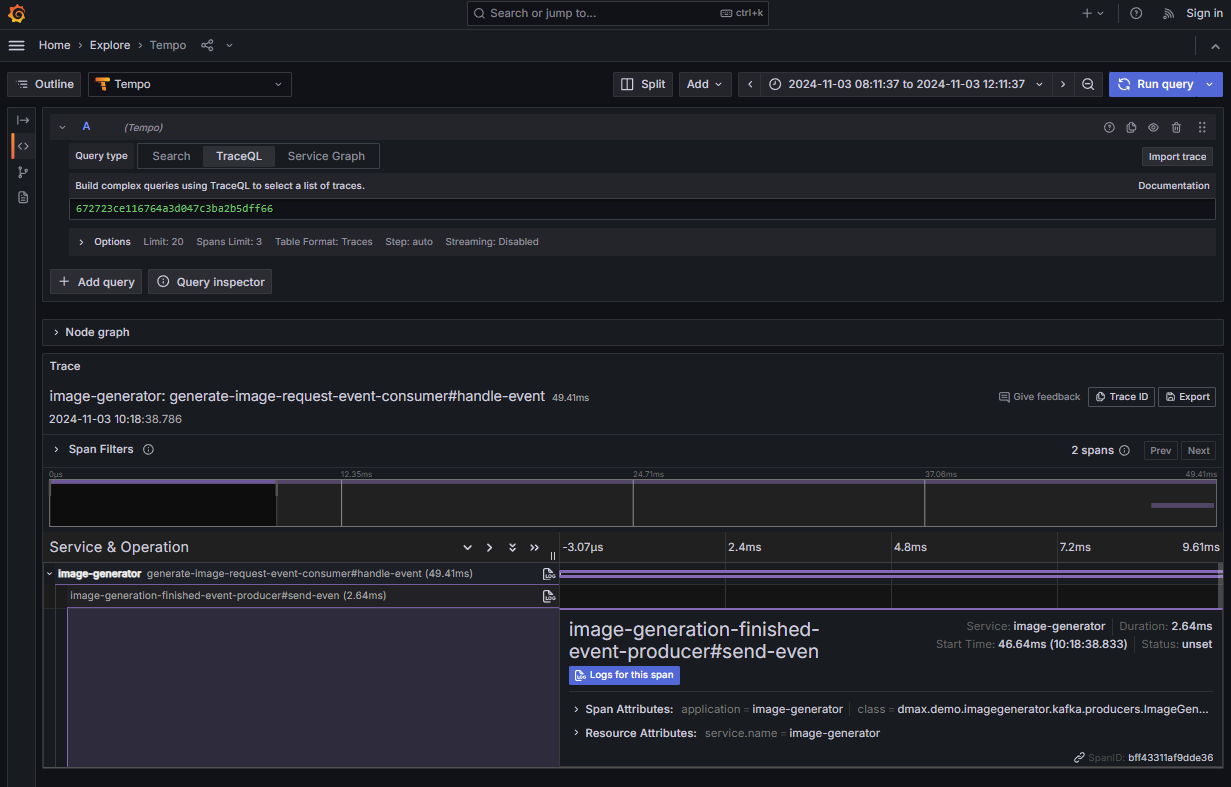 Search or jump to... ctrl+k
Sign in
Home › Explore › Tempo
Outline
Tempo
Split
Add
2024-11-03 08:11:37 to 2024-11-03 12:11:37
Run query
A (Tempo)
Query type
Search
TraceQL
Service Graph
Import trace
Build complex queries using TraceQL to select a list of traces.
Documentation
672723ce116764a3d047c3ba2b5dff66
Options Limit: 20 Spans Limit: 3 Table Format: Traces Step: auto Streaming: Disabled
Add query
Query inspector
Node graph
Trace
image-generator: generate-image-request-event-consumer#handle-event 49.41ms
Give feedback
Trace ID
Export
2024-11-03 10:18:38.786
Span Filters
2 spans
Prev
Next
0μs 12.35ms 24.71ms 37.06ms 49.41ms
Service & Operation
-3.07μs 2.4ms 4.8ms 7.2ms 9.61ms
image-generator generate-image-request-event-consumer#handle-event (49.41ms)
LOG
image-generation-finished-event-producer#send-even (2.64ms)
LOG
image-generation-finished-
event-producer#send-even
Service: image-generator Duration: 2.64ms
Start Time: 46.64ms (10:18:38.833) Status: unset
Logs for this span
Span Attributes: application = image-generator class = dmax.demo.imagegenerator.kafka.producers.ImageGen...
Resource Attributes: service.name = image-generator
SpanID: bff43311af9dde36